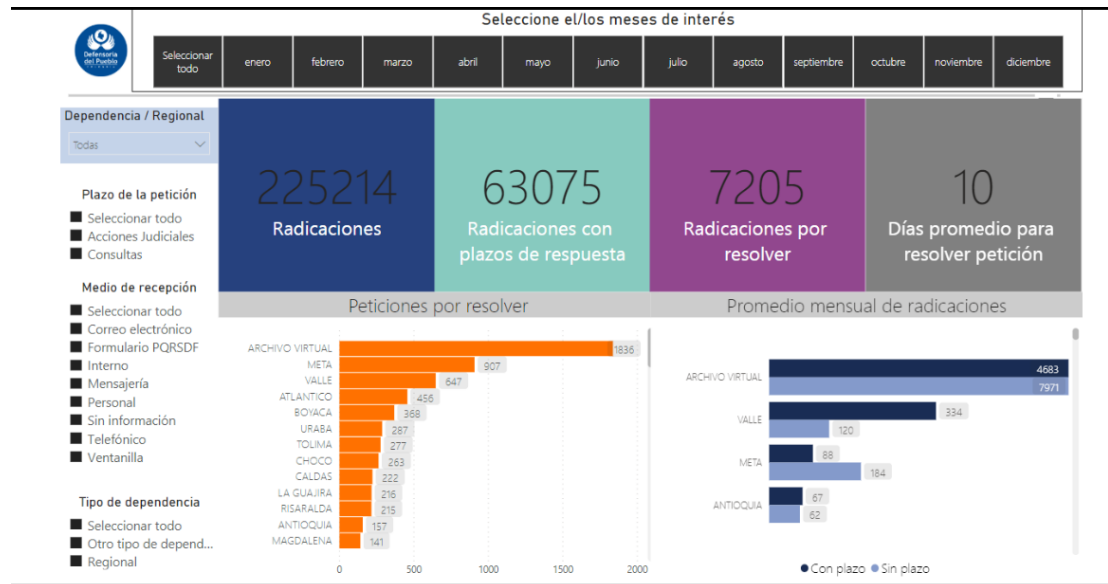 Seleccione el/los meses de interés
Defensoría
del Pueblo
COLOMBIA
Seleccionar
todo
enero
febrero
marzo
abril
mayo
junio
julio
agosto
septiembre
octubre
noviembre
diciembre
Dependencia / Regional
Todas
Plazo de la petición
Seleccionar todo
Acciones Judiciales
Consultas
Medio de recepción
Seleccionar todo
Correo electrónico
Formulario PQRSDF
Interno
Mensajería
Personal
Sin información
Telefónico
Ventanilla
Tipo de dependencia
Seleccionar todo
Otro tipo de depend...
Regional
225214
Radicaciones
63075
Radicaciones con
plazos de respuesta
7205
Radicaciones por
resolver
10
Días promedio para
resolver petición
Peticiones por resolver
ARCHIVO VIRTUAL 1836
META 907
VALLE 647
ATLANTICO 456
BOYACA 368
URABA 287
TOLIMA 277
CHOCO 263
CALDAS 222
LA GUAJIRA 216
RISARALDA 215
ANTIOQUIA 157
MAGDALENA 141
0 500 1000 1500 2000
Promedio mensual de radicaciones
ARCHIVO VIRTUAL
4683
7971
VALLE
334
120
META
88
184
ANTIOQUIA
67
62
Con plazo Sin plazo